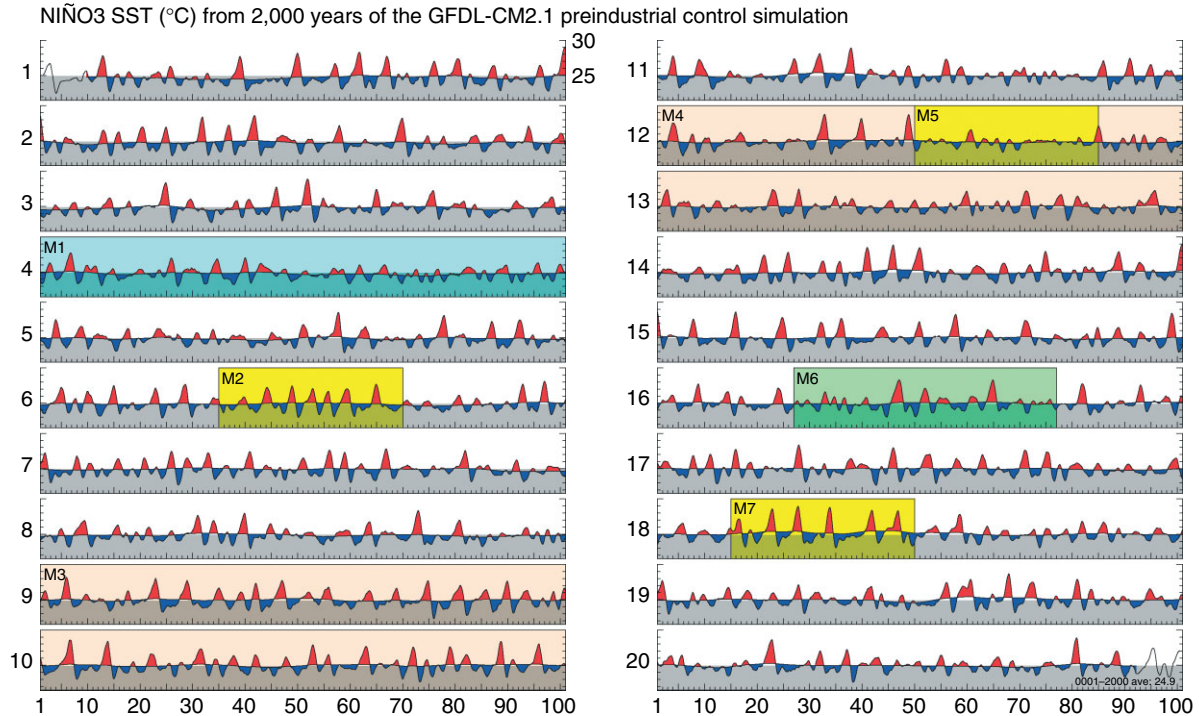 NIÑO3 SST (°C) from 2,000 years of the GFDL-CM2.1 preindustrial control simulation
30
25
1
2
3
M1
4
5
M2
6
7
8
M3
9
10
1 10 20 30 40 50 60 70 80 90 100
11
M4 M5
12
13
14
15
M6
16
17
M7
18
19
20
0001–2000 ave: 24.9
1 10 20 30 40 50 60 70 80 90 100